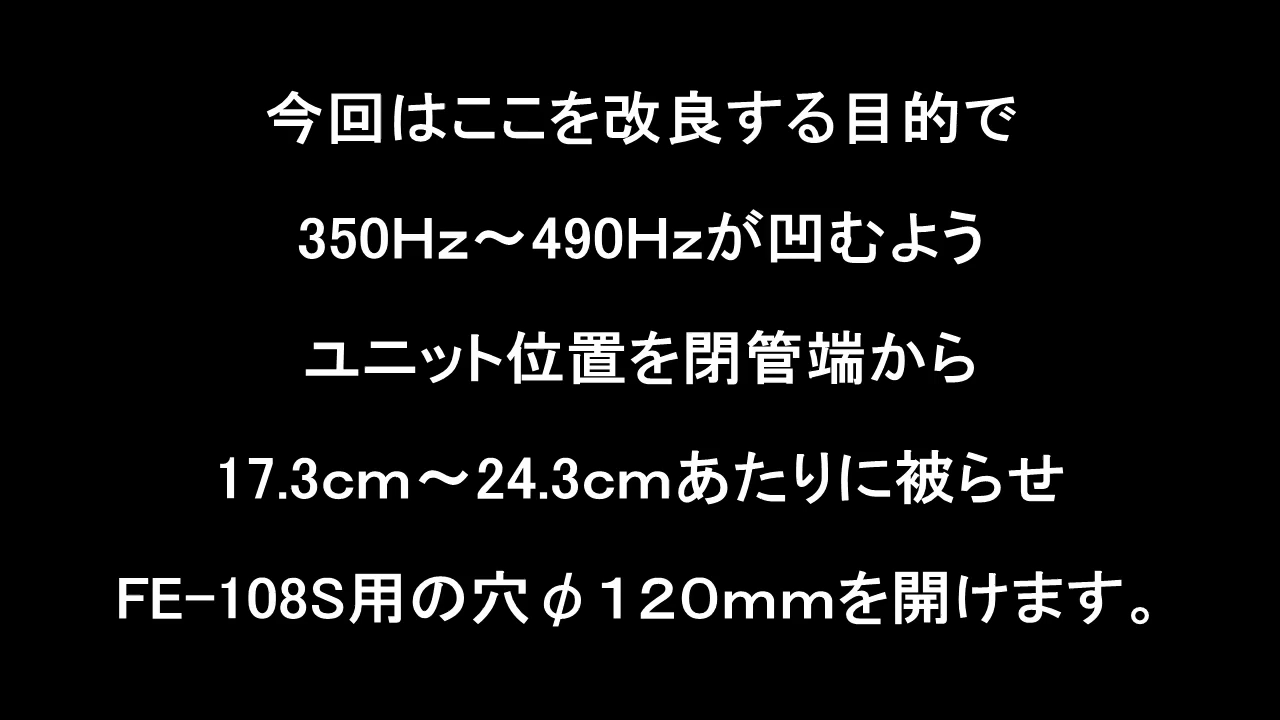 今回はここを改良する目的で
350Hz～490Hzが凹むよう
ユニット位置を閉管端から
17.3cm～24.3cmあたりに被らせ
FE-108S用の穴φ１２０ｍｍを開けます。